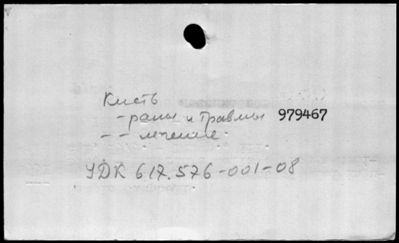 Кисть
- раны и травмы 979467
- - лечение.
УДК 617.576-001-08